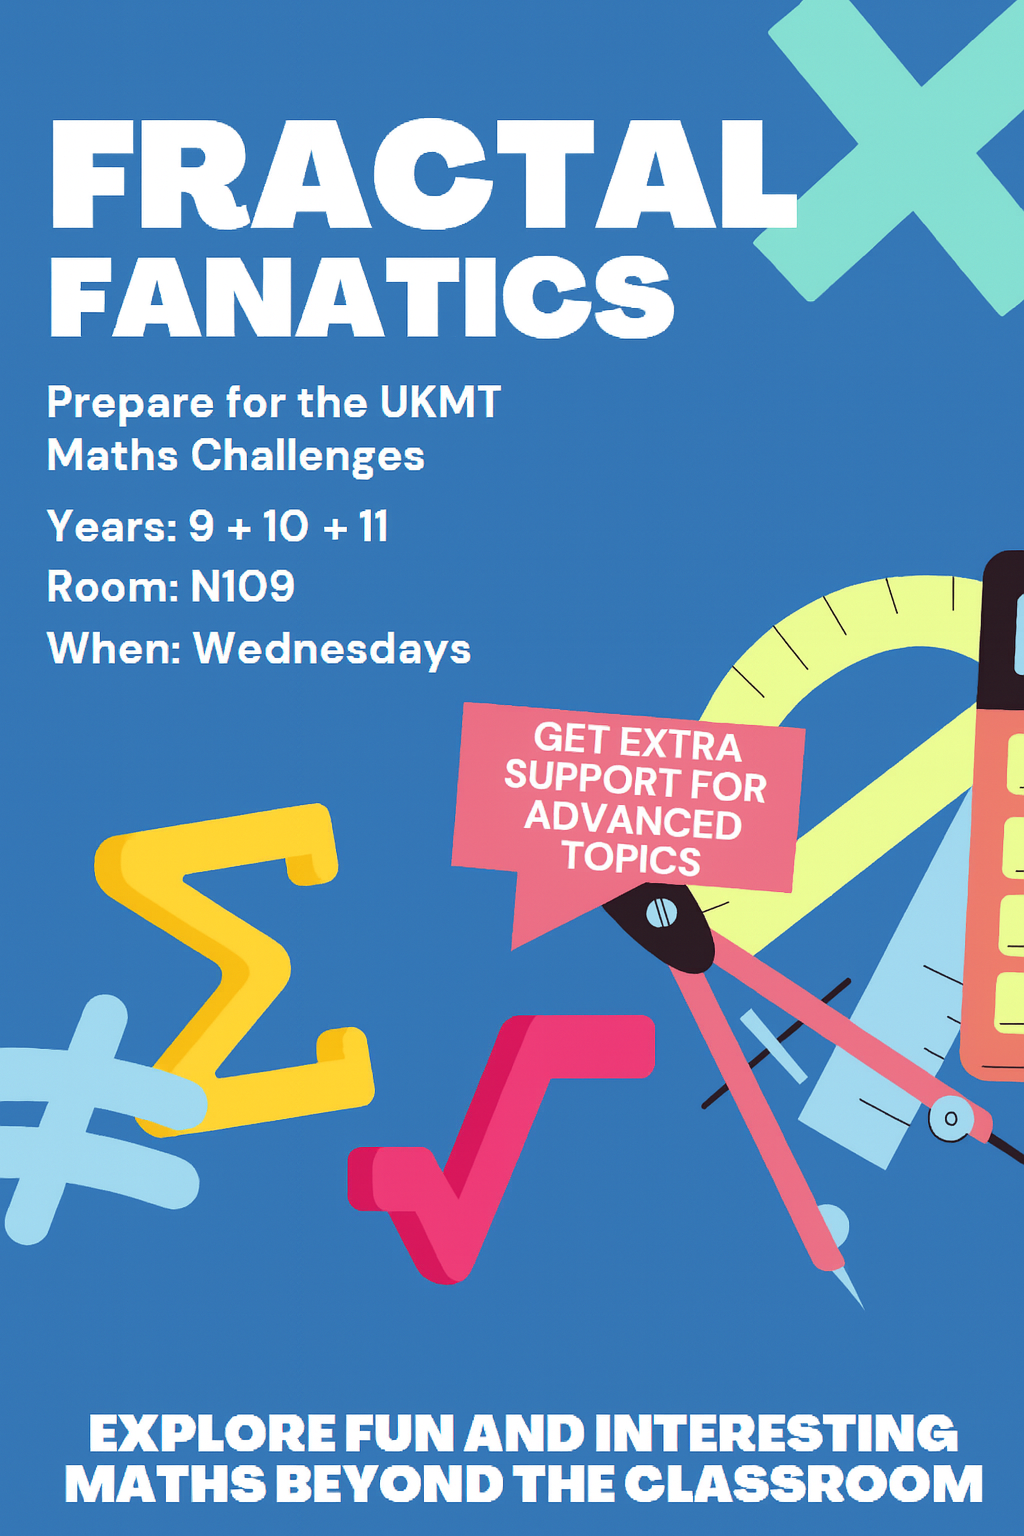 FRACTAL
FANATICS
Prepare for the UKMT
Maths Challenges
Years: 9 + 10 + 11
Room: N109
When: Wednesdays
GET EXTRA
SUPPORT FOR
ADVANCED
TOPICS
EXPLORE FUN AND INTERESTING
MATHS BEYOND THE CLASSROOM